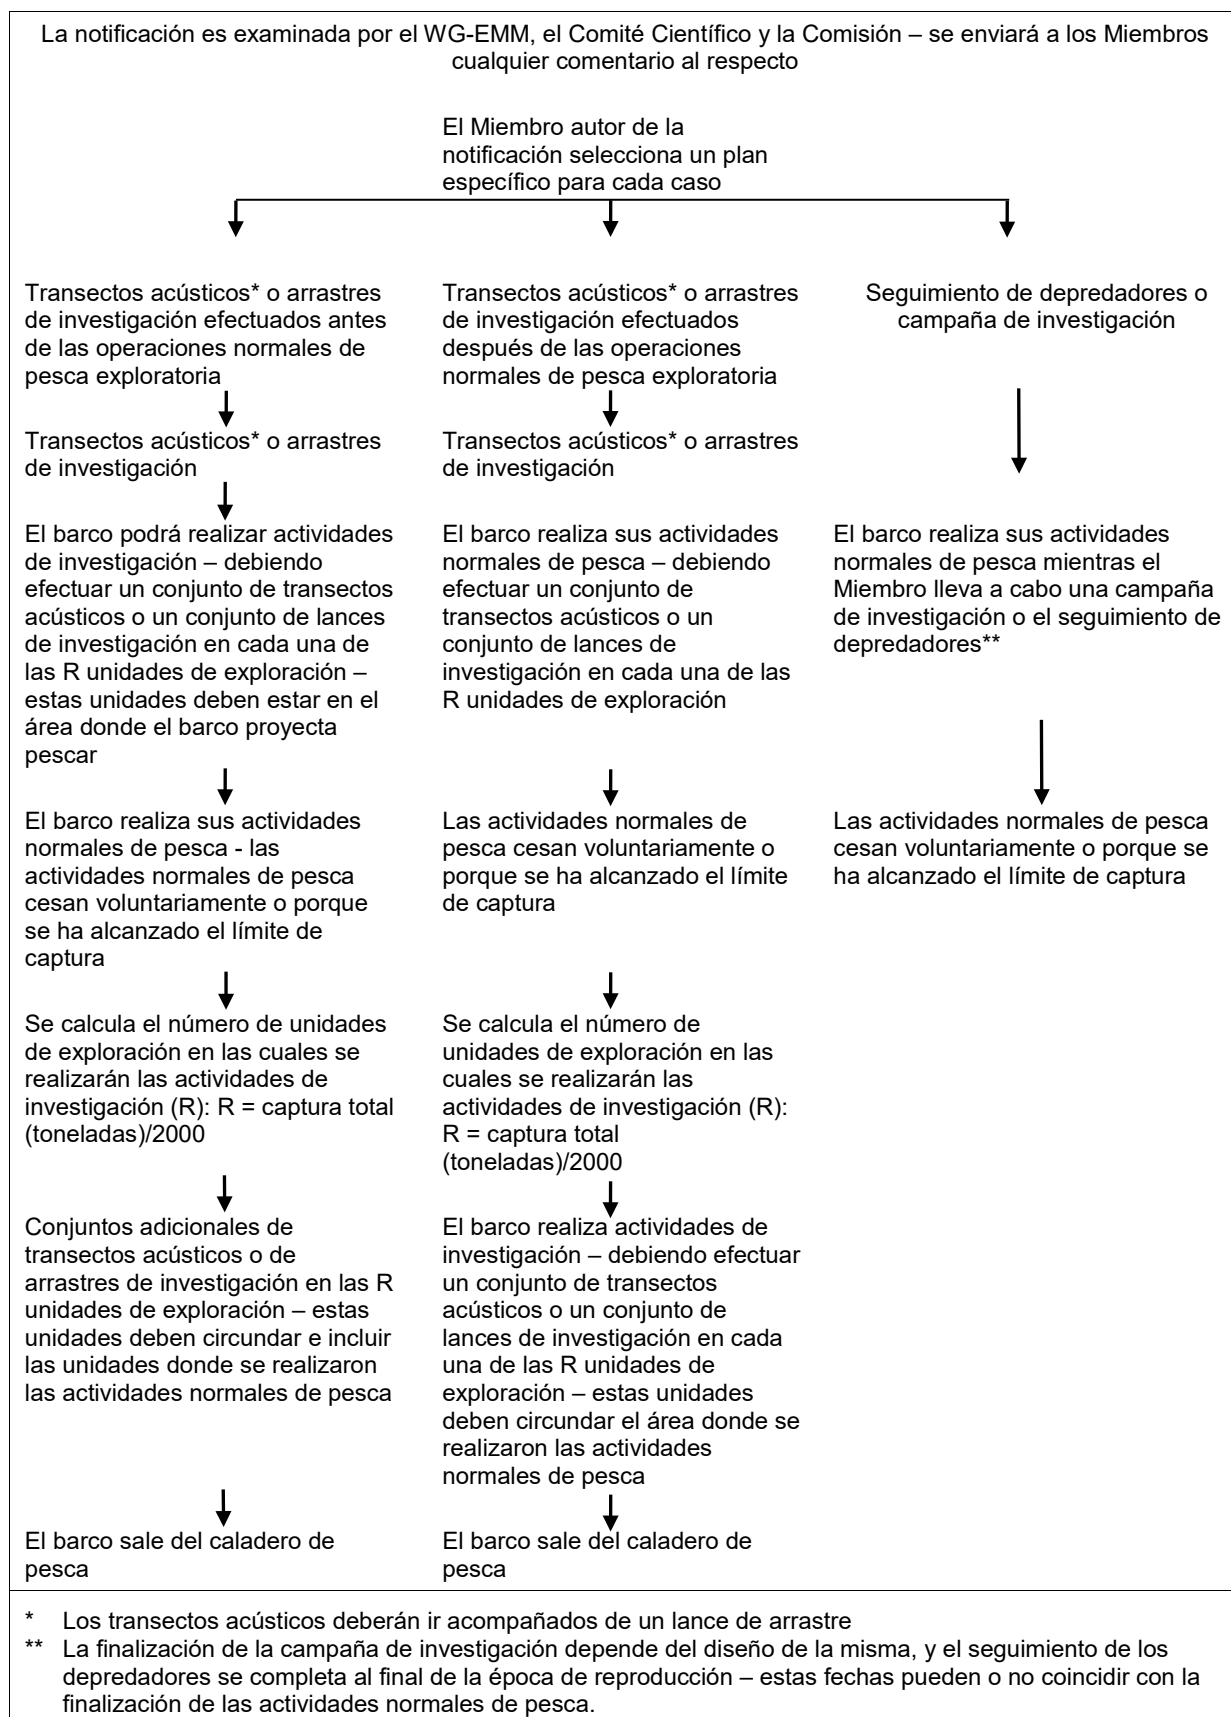 La notificación es examinada por el WG-EMM, el Comité Científico y la Comisión – se enviará a los Miembros
cualquier comentario al respecto
El Miembro autor de la
notificación selecciona un plan
específico para cada caso
Transectos acústicos* o arrastres
de investigación efectuados antes
de las operaciones normales de
pesca exploratoria
Transectos acústicos* o arrastres
de investigación
El barco podrá realizar actividades
de investigación – debiendo
efectuar un conjunto de transectos
acústicos o un conjunto de lances
de investigación en cada una de
las R unidades de exploración –
estas unidades deben estar en el
área donde el barco proyecta
pescar
El barco realiza sus actividades
normales de pesca - las
actividades normales de pesca
cesan voluntariamente o porque
se ha alcanzado el límite de
captura
Se calcula el número de unidades
de exploración en las cuales se
realizarán las actividades de
investigación (R): R = captura total
(toneladas)/2000
Conjuntos adicionales de
transectos acústicos o de
arrastres de investigación en las R
unidades de exploración – estas
unidades deben circundar e incluir
las unidades donde se realizaron
las actividades normales de pesca
El barco sale del caladero de
pesca
Transectos acústicos* o arrastres
de investigación efectuados
después de las operaciones
normales de pesca exploratoria
Transectos acústicos* o arrastres
de investigación
El barco realiza sus actividades
normales de pesca – debiendo
efectuar un conjunto de
transectos acústicos o un
conjunto de lances de
investigación en cada una de las
R unidades de exploración
Las actividades normales de
pesca cesan voluntariamente o
porque se ha alcanzado el límite
de captura
Se calcula el número de
unidades de exploración en las
cuales se realizarán las
actividades de investigación (R):
R = captura total
(toneladas)/2000
El barco realiza actividades de
investigación – debiendo efectuar
un conjunto de transectos
acústicos o un conjunto de
lances de investigación en cada
una de las R unidades de
exploración – estas unidades
deben circundar el área donde se
realizaron las actividades
normales de pesca
El barco sale del caladero de
pesca
Seguimiento de depredadores o
campaña de investigación
El barco realiza sus actividades
normales de pesca mientras el
Miembro lleva a cabo una campaña
de investigación o el seguimiento de
depredadores**
Las actividades normales de pesca
cesan voluntariamente o porque se
ha alcanzado el límite de captura
* Los transectos acústicos deberán ir acompañados de un lance de arrastre
** La finalización de la campaña de investigación depende del diseño de la misma, y el seguimiento de los
depredadores se completa al final de la época de reproducción – estas fechas pueden o no coincidir con la
finalización de las actividades normales de pesca.